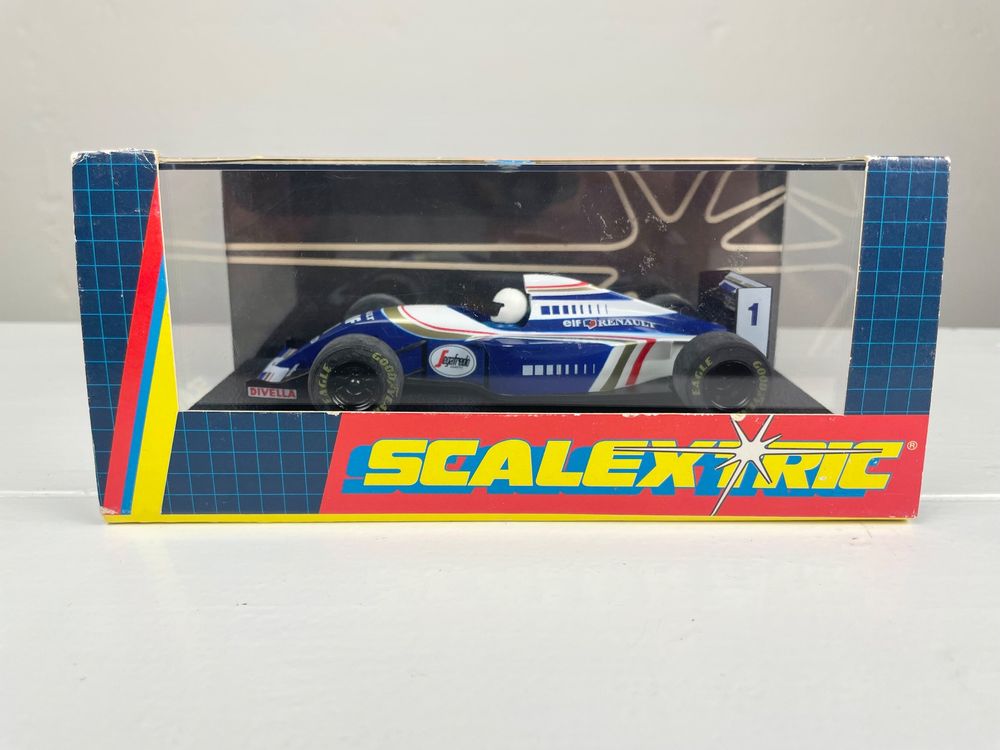 1
elf RENAULT
Segafredo
EAGLE
GOODYEAR
EAGLE
GOODYEAR
DIVELLA
SCALEXTRIC®